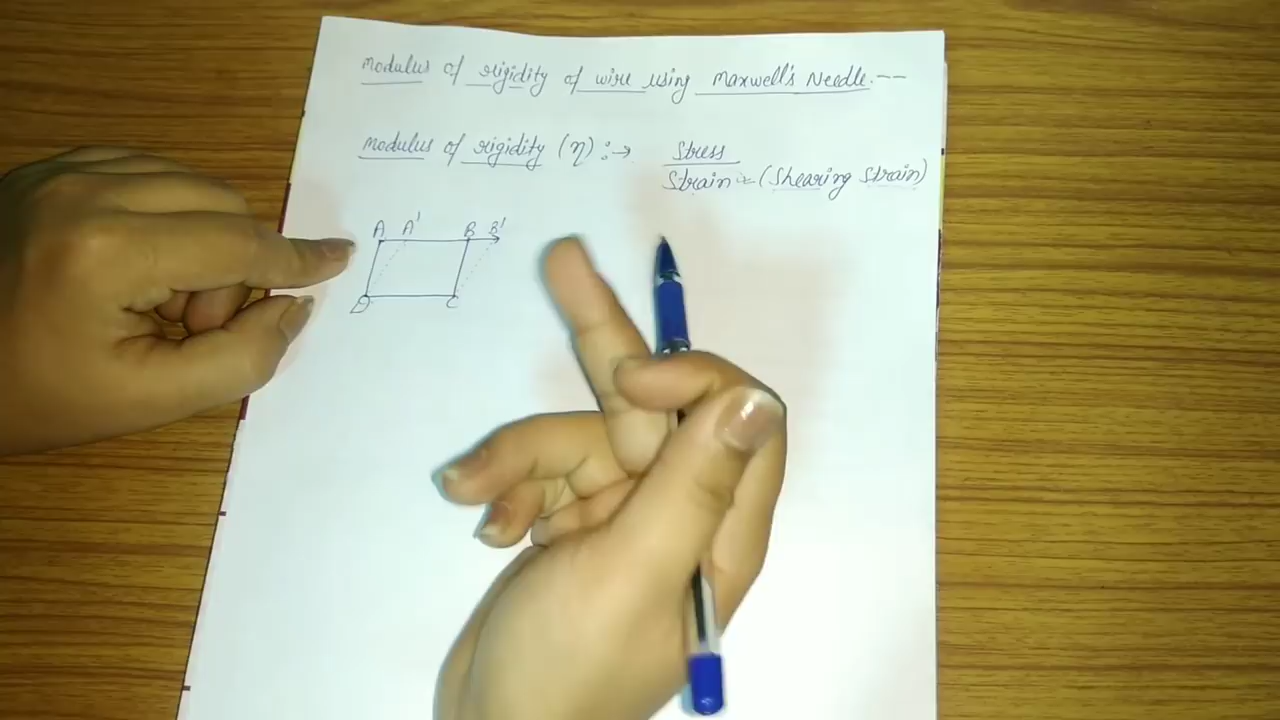 Modulus of rigidity of wire using Maxwell's Needle.--
Modulus of rigidity (η) :→ Stress
Strain ≈ (Shearing Strain)
A A' B B'
D C